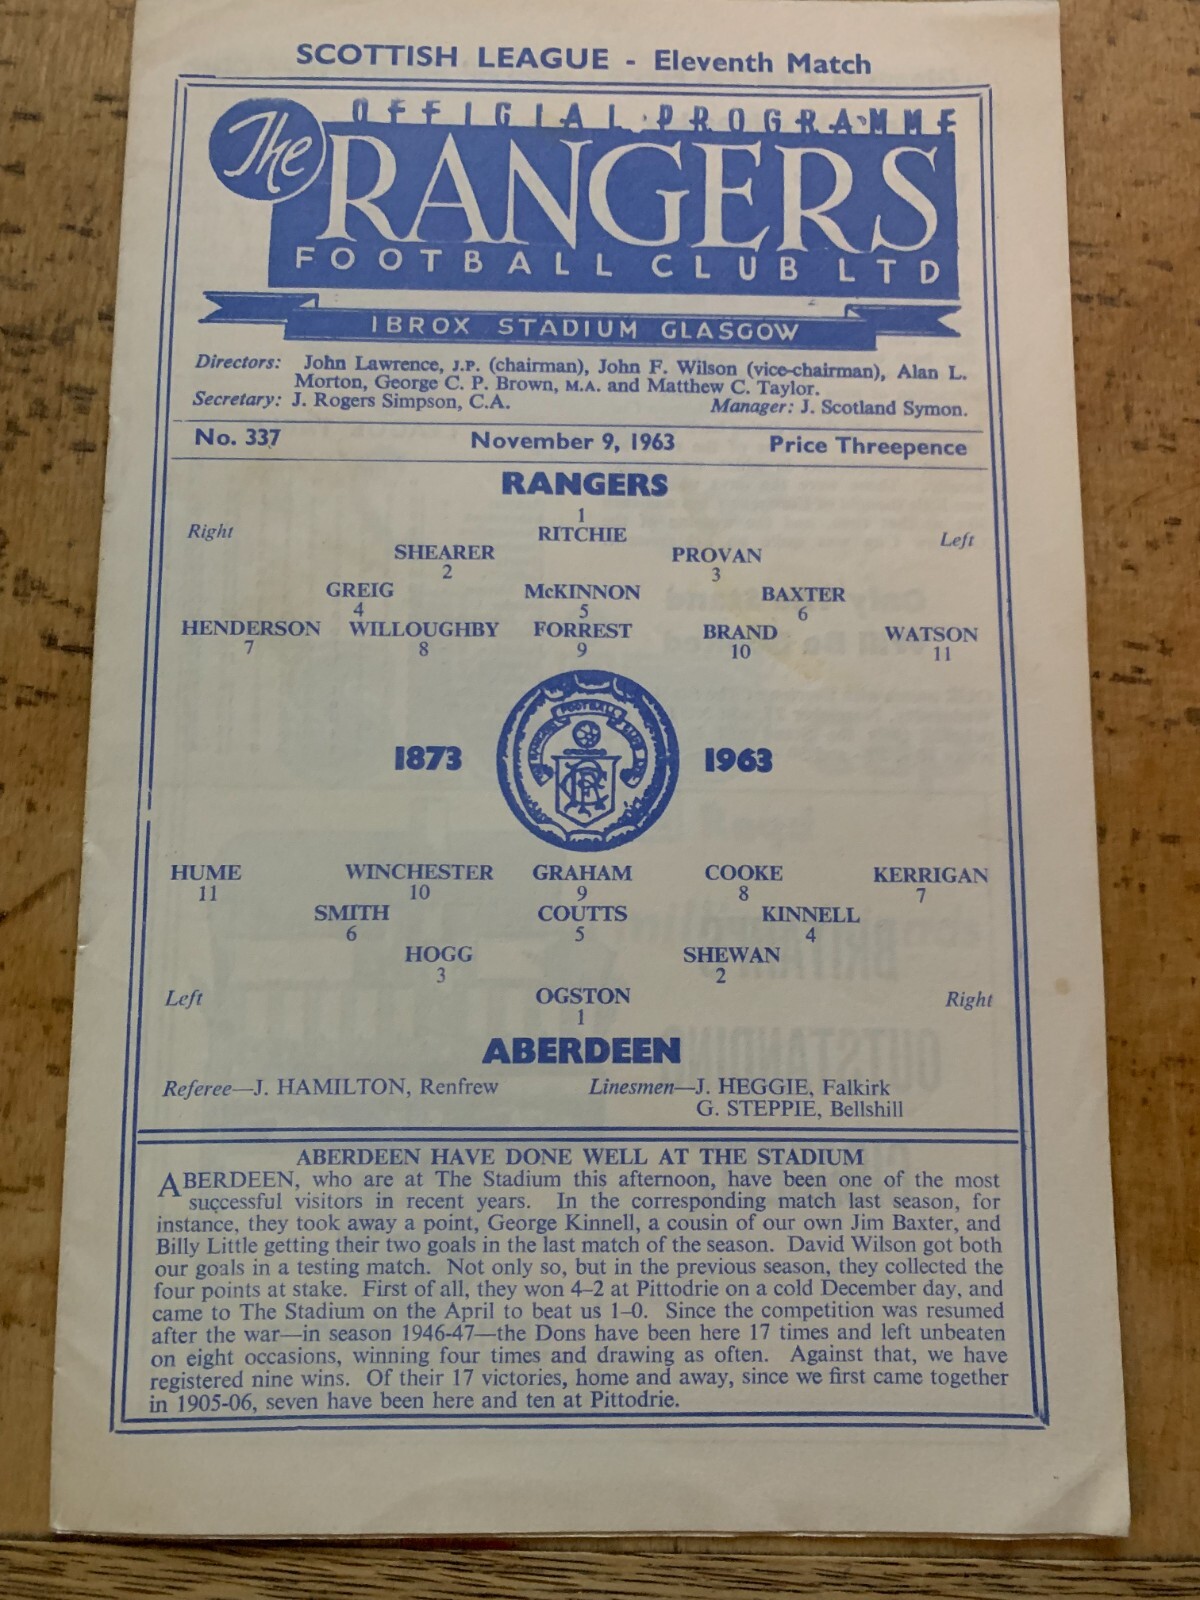 SCOTTISH LEAGUE - Eleventh Match
OFFICIAL PROGRAMME
The
RANGERS
FOOTBALL CLUB LTD
IBROX STADIUM GLASGOW
Directors: John Lawrence, J.P. (chairman), John F. Wilson (vice-chairman), Alan L.
Morton, George C. P. Brown, M.A. and Matthew C. Taylor.
Secretary: J. Rogers Simpson, C.A. Manager: J. Scotland Symon.
No. 337 November 9, 1963 Price Threepence
RANGERS
1
Right RITCHIE Left
SHEARER PROVAN
2 3
GREIG McKINNON BAXTER
4 5 6
HENDERSON WILLOUGHBY FORREST BRAND WATSON
7 8 9 10 11
FOOTBALL
1873 1963
HUME WINCHESTER GRAHAM COOKE KERRIGAN
11 10 9 8 7
SMITH COUTTS KINNELL
6 5 4
HOGG SHEWAN
3 2
Left OGSTON Right
1
ABERDEEN
Referee—J. HAMILTON, Renfrew Linesmen—J. HEGGIE, Falkirk
G. STEPPIE, Bellshill
ABERDEEN HAVE DONE WELL AT THE STADIUM
ABERDEEN, who are at The Stadium this afternoon, have been one of the most
successful visitors in recent years. In the corresponding match last season, for
instance, they took away a point, George Kinnell, a cousin of our own Jim Baxter, and
Billy Little getting their two goals in the last match of the season. David Wilson got both
our goals in a testing match. Not only so, but in the previous season, they collected the
four points at stake. First of all, they won 4–2 at Pittodrie on a cold December day, and
came to The Stadium on the April to beat us 1–0. Since the competition was resumed
after the war—in season 1946-47—the Dons have been here 17 times and left unbeaten
on eight occasions, winning four times and drawing as often. Against that, we have
registered nine wins. Of their 17 victories, home and away, since we first came together
in 1905-06, seven have been here and ten at Pittodrie.